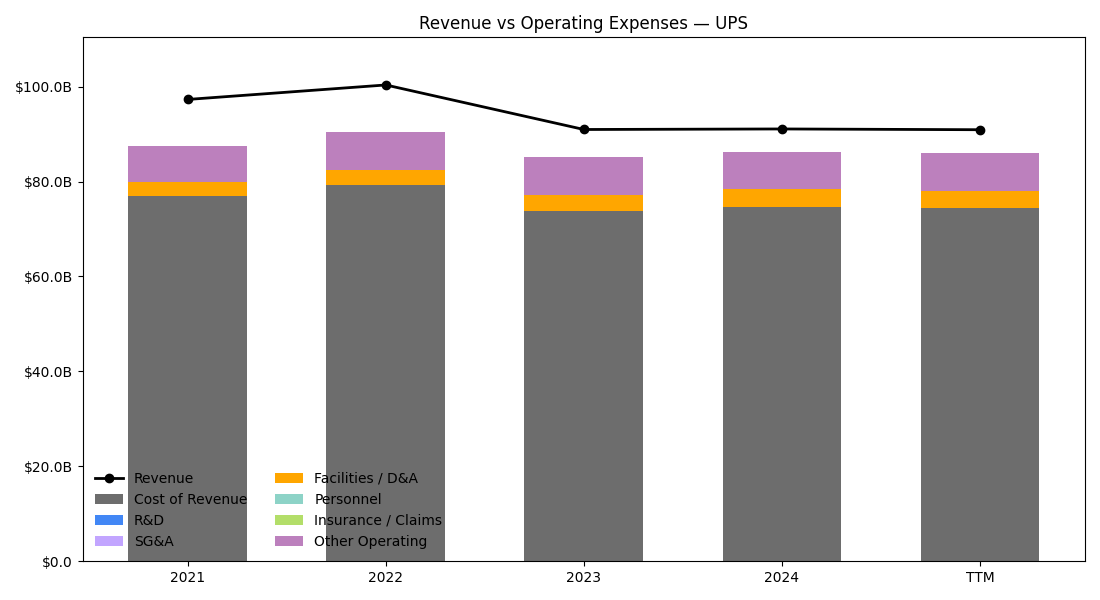 Revenue vs Operating Expenses — UPS
$100.0B
$80.0B
$60.0B
$40.0B
$20.0B
$0.0
Revenue
Cost of Revenue
R&D
SG&A
Facilities / D&A
Personnel
Insurance / Claims
Other Operating
2021
2022
2023
2024
TTM